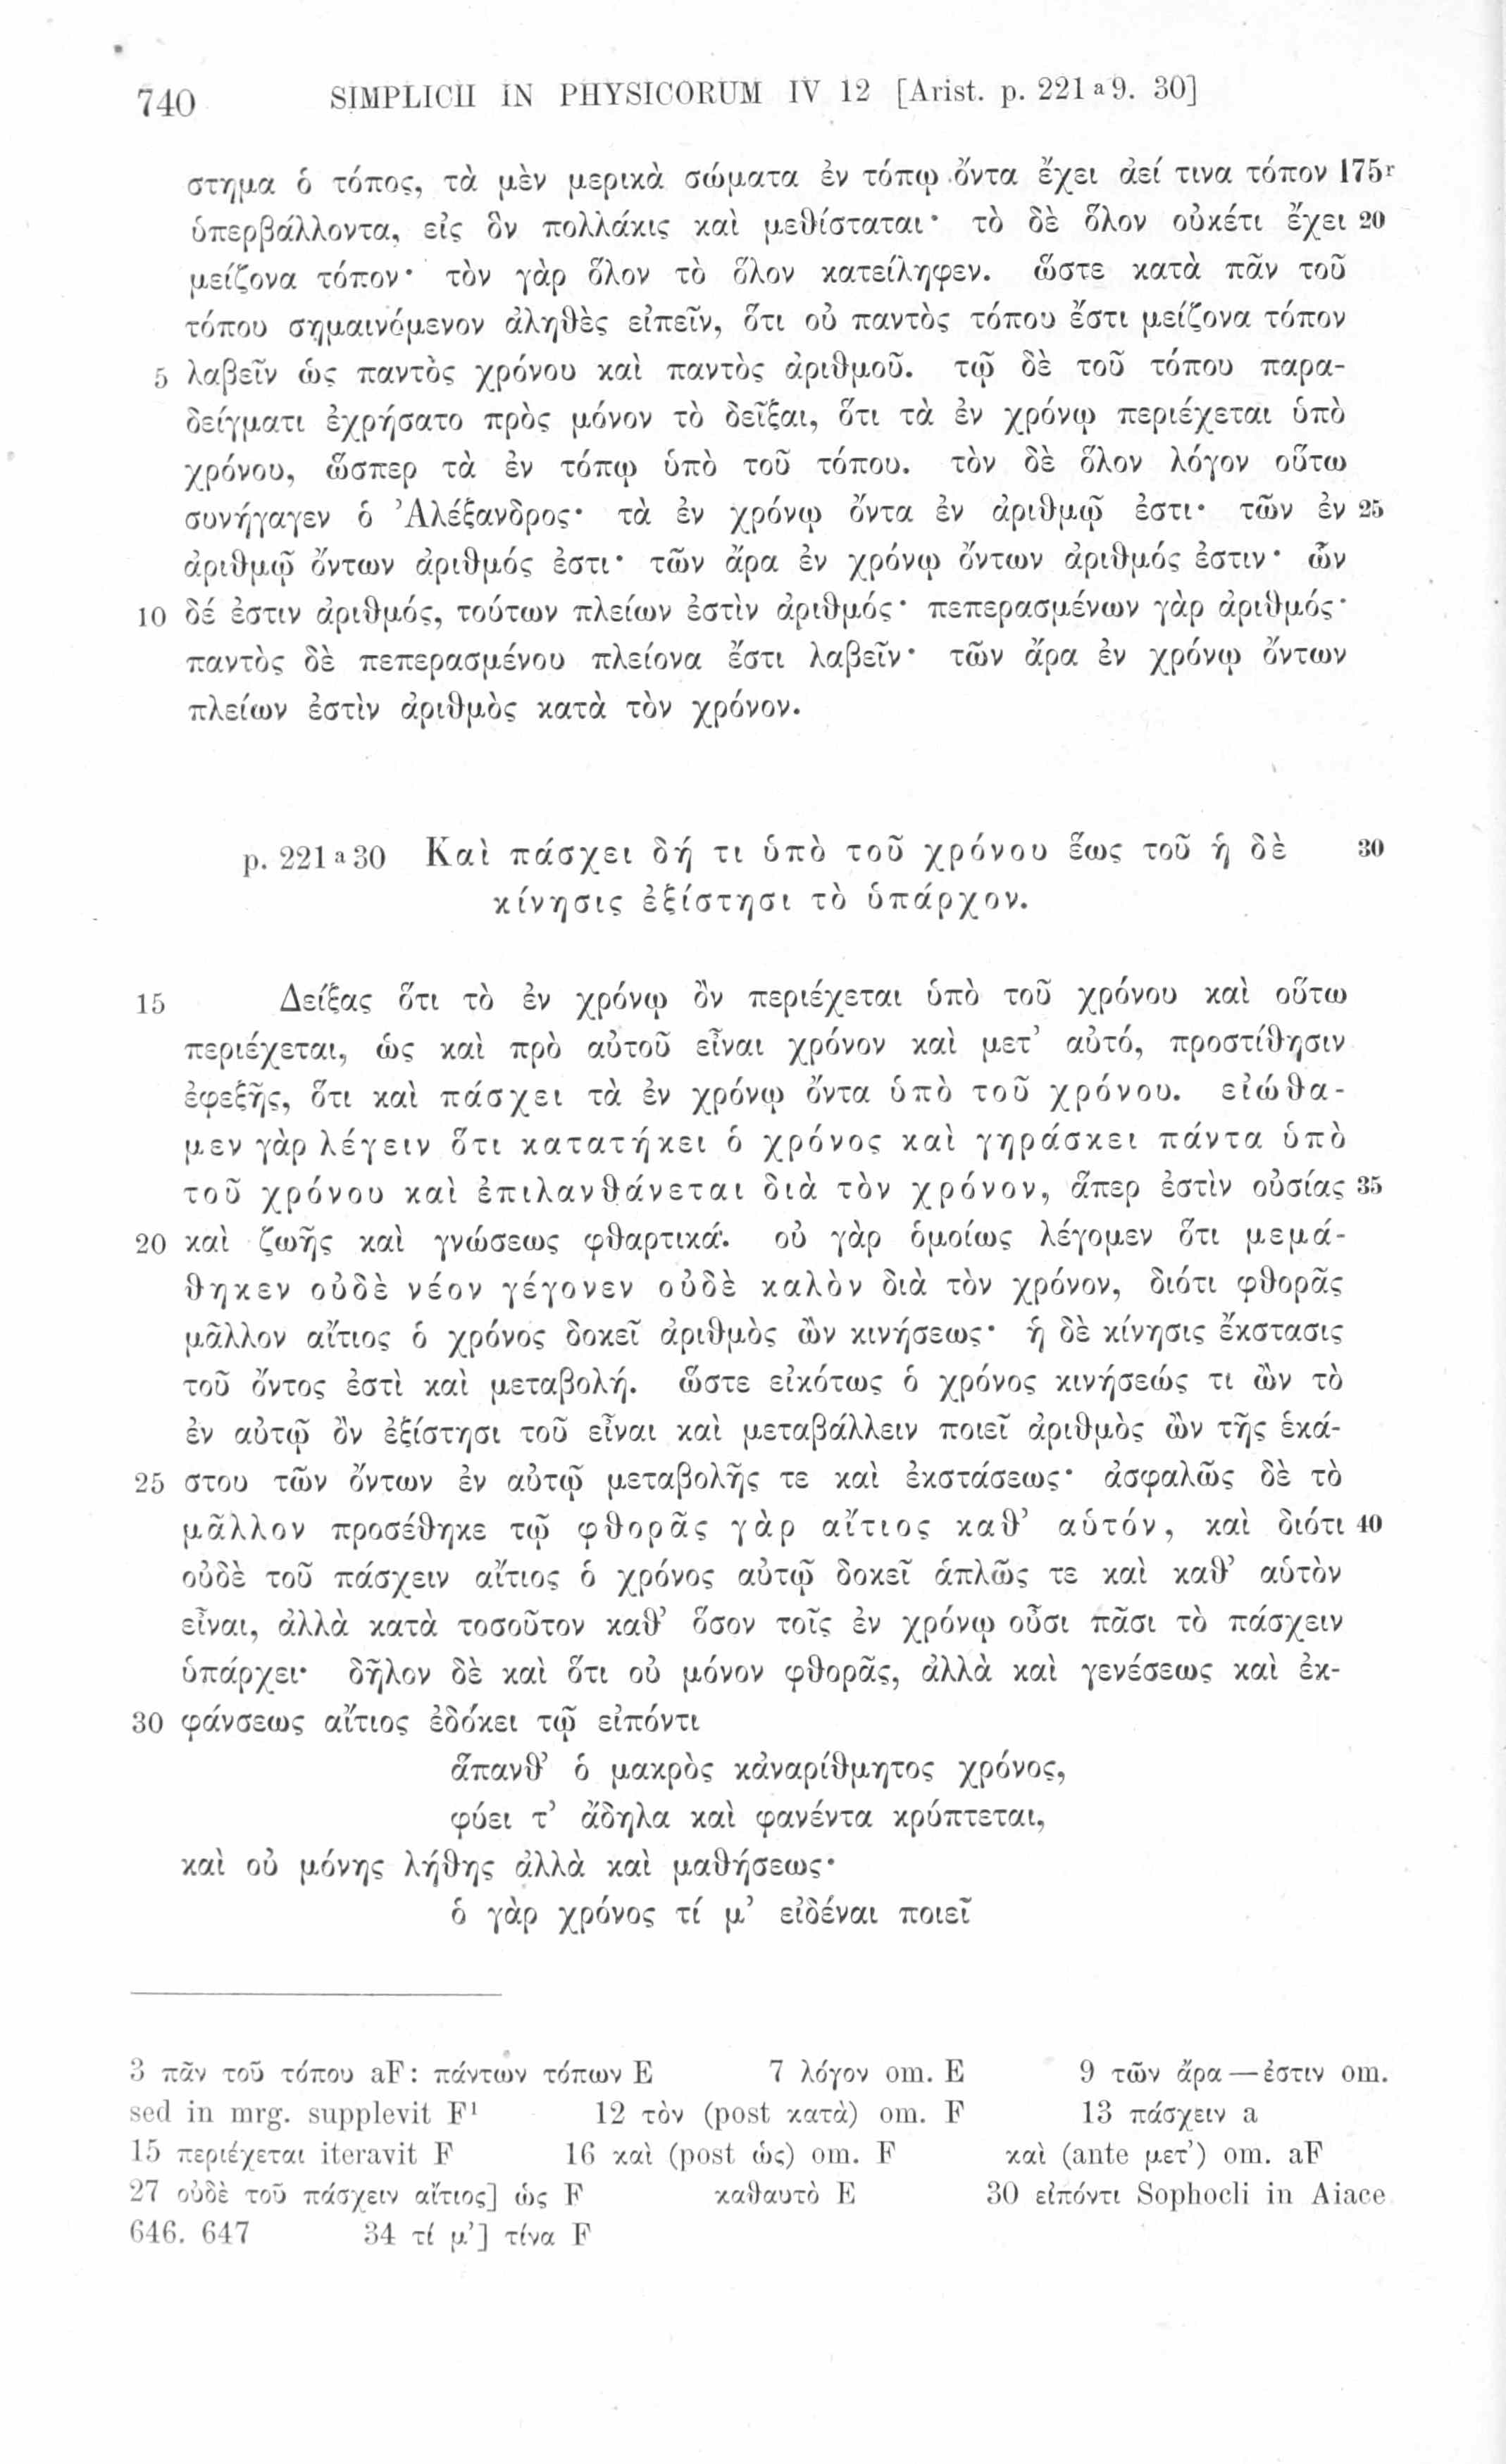 740 SIMPLICII IN PHYSICORUM IV 12 [Arist. p. 221 a 9. 30]
στημα ὁ τόπος, τὰ μὲν μερικὰ σώματα ἐν τόπῳ ὄντα ἔχει ἀεί τινα τόπον 175r
ὑπερβάλλοντα, εἰς ὃν πολλάκις καὶ μεθίσταται· τὸ δὲ ὅλον οὐκέτι ἔχει 20
μείζονα τόπον· τὸν γὰρ ὅλον τὸ ὅλον κατείληφεν. ὥστε κατὰ πᾶν τοῦ
τόπου σημαινόμενον ἀληθὲς εἰπεῖν, ὅτι οὐ παντὸς τόπου ἔστι μείζονα τόπον
5 λαβεῖν ὡς παντὸς χρόνου καὶ παντὸς ἀριθμοῦ. τῷ δὲ τοῦ τόπου παρα-
δείγματι ἐχρήσατο πρὸς μόνον τὸ δεῖξαι, ὅτι τὰ ἐν χρόνῳ περιέχεται ὑπὸ
χρόνου, ὥσπερ τὰ ἐν τόπῳ ὑπὸ τοῦ τόπου. τὸν δὲ ὅλον λόγον οὕτω
συνήγαγεν ὁ Ἀλέξανδρος· τὰ ἐν χρόνῳ ὄντα ἐν ἀριθμῷ ἐστι· τῶν ἐν 25
ἀριθμῷ ὄντων ἀριθμός ἐστι· τῶν ἄρα ἐν χρόνῳ ὄντων ἀριθμός ἐστιν· ὧν
10 δέ ἐστιν ἀριθμός, τούτων πλείων ἐστὶν ἀριθμός· πεπερασμένων γὰρ ἀριθμός·
παντὸς δὲ πεπερασμένου πλείονα ἔστι λαβεῖν· τῶν ἄρα ἐν χρόνῳ ὄντων
πλείων ἐστὶν ἀριθμὸς κατὰ τὸν χρόνον.
p. 221 a 30 Καὶ πάσχει δή τι ὑπὸ τοῦ χρόνου ἕως τοῦ ἡ δὲ 30
κίνησις ἐξίστησι τὸ ὑπάρχον.
15 Δείξας ὅτι τὸ ἐν χρόνῳ ὂν περιέχεται ὑπὸ τοῦ χρόνου καὶ οὕτω
περιέχεται, ὡς καὶ πρὸ αὐτοῦ εἶναι χρόνον καὶ μετ’ αὐτό, προστίθησιν
ἐφεξῆς, ὅτι καὶ πάσχει τὰ ἐν χρόνῳ ὄντα ὑπὸ τοῦ χρόνου. εἰώθα-
μεν γὰρ λέγειν ὅτι κατατήκει ὁ χρόνος καὶ γηράσκει πάντα ὑπὸ
τοῦ χρόνου καὶ ἐπιλανθάνεται διὰ τὸν χρόνον, ἅπερ ἐστὶν οὐσίας 35
20 καὶ ζωῆς καὶ γνώσεως φθαρτικά. οὐ γὰρ ὁμοίως λέγομεν ὅτι μεμά-
θηκεν οὐδὲ νέον γέγονεν οὐδὲ καλὸν διὰ τὸν χρόνον, διότι φθορᾶς
μᾶλλον αἴτιος ὁ χρόνος δοκεῖ ἀριθμὸς ὢν κινήσεως· ἡ δὲ κίνησις ἔκστασις
τοῦ ὄντος ἐστὶ καὶ μεταβολή. ὥστε εἰκότως ὁ χρόνος κινήσεώς τι ὢν τὸ
ἐν αὐτῷ ὂν ἐξίστησι τοῦ εἶναι καὶ μεταβάλλειν ποιεῖ ἀριθμὸς ὢν τῆς ἑκά-
25 στου τῶν ὄντων ἐν αὐτῷ μεταβολῆς τε καὶ ἐκστάσεως· ἀσφαλῶς δὲ τὸ
μᾶλλον προσέθηκε τῷ φθορᾶς γὰρ αἴτιος καθ’ αὑτόν, καὶ διότι 40
οὐδὲ τοῦ πάσχειν αἴτιος ὁ χρόνος αὐτῷ δοκεῖ ἁπλῶς τε καὶ καθ’ αὑτὸν
εἶναι, ἀλλὰ κατὰ τοσοῦτον καθ’ ὅσον τοῖς ἐν χρόνῳ οὖσι πᾶσι τὸ πάσχειν
ὑπάρχει· δῆλον δὲ καὶ ὅτι οὐ μόνον φθορᾶς, ἀλλὰ καὶ γενέσεως καὶ ἐκ-
30 φάνσεως αἴτιος ἐδόκει τῷ εἰπόντι
ἅπανθ’ ὁ μακρὸς κἀναρίθμητος χρόνος,
φύει τ’ ἄδηλα καὶ φανέντα κρύπτεται,
καὶ οὐ μόνης λήθης ἀλλὰ καὶ μαθήσεως·
ὁ γὰρ χρόνος τί μ’ εἰδέναι ποιεῖ
3 πᾶν τοῦ τόπου aF: πάντων τόπων E 7 λόγον om. E 9 τῶν ἄρα — ἐστιν om.
sed in mrg. supplevit F¹ 12 τὸν (post κατὰ) om. F 13 πάσχειν a
15 περιέχεται iteravit F 16 καὶ (post ὡς) om. F καὶ (ante μετ’) om. aF
27 οὐδὲ τοῦ πάσχειν αἴτιος] ὡς F καθαυτὸ E 30 εἰπόντι Sophocli in Aiace
646. 647 34 τί μ’] τίνα F